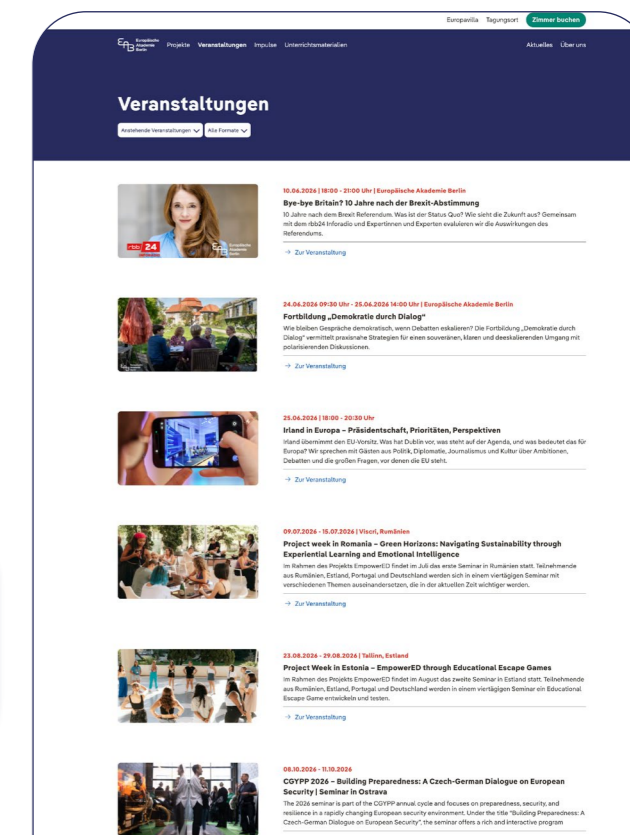 Europavilla Tagungsort Zimmer buchen
Europäische
Akademie
Berlin
Projekte Veranstaltungen Impulse Unterrichtsmaterialien Aktuelles Über uns
Veranstaltungen
Anstehende Veranstaltungen Alle Formate
10.06.2026 | 18:00 - 21:00 Uhr | Europäische Akademie Berlin
Bye-bye Britain? 10 Jahre nach der Brexit-Abstimmung
10 Jahre nach dem Brexit Referendum. Was ist der Status Quo? Wie sieht die Zukunft aus? Gemeinsam
mit dem rbb24 Inforadio und Expertinnen und Experten evaluieren wir die Auswirkungen des
Referendums.
→ Zur Veranstaltung
rbb 24
Europäische
Akademie
Berlin
24.06.2026 09:30 Uhr - 25.06.2026 14:00 Uhr | Europäische Akademie Berlin
Fortbildung „Demokratie durch Dialog“
Wie bleiben Gespräche demokratisch, wenn Debatten eskalieren? Die Fortbildung „Demokratie durch
Dialog“ vermittelt praxisnahe Strategien für einen souveränen, klaren und deeskalierenden Umgang mit
polarisierenden Diskussionen.
→ Zur Veranstaltung
25.06.2026 | 18:00 - 20:30 Uhr
Irland in Europa – Präsidentschaft, Prioritäten, Perspektiven
Irland übernimmt den EU-Vorsitz. Was hat Dublin vor, was steht auf der Agenda, und was bedeutet das für
Europa? Wir sprechen mit Gästen aus Politik, Diplomatie, Journalismus und Kultur über Ambitionen,
Debatten und die großen Fragen, vor denen die EU steht.
→ Zur Veranstaltung
09.07.2026 - 15.07.2026 | Viscri, Rumänien
Project week in Romania – Green Horizons: Navigating Sustainability through
Experiential Learning and Emotional Intelligence
Im Rahmen des Projekts EmpowerED findet im Juli das erste Seminar in Rumänien statt. Teilnehmende
aus Rumänien, Estland, Portugal und Deutschland werden sich in einem viertägigen Seminar mit
verschiedenen Themen auseinandersetzen, die in der aktuellen Zeit wichtiger werden.
→ Zur Veranstaltung
23.08.2026 - 29.08.2026 | Tallinn, Estland
Project Week in Estonia – EmpowerED through Educational Escape Games
Im Rahmen des Projekts EmpowerED findet im August das zweite Seminar in Estland statt. Teilnehmende
aus Rumänien, Estland, Portugal und Deutschland werden in einem viertägigen Seminar ein Educational
Escape Game entwickeln und testen.
→ Zur Veranstaltung
08.10.2026 - 11.10.2026
CGYPP 2026 – Building Preparedness: A Czech-German Dialogue on European
Security | Seminar in Ostrava
The 2026 seminar is part of the CGYPP annual cycle and focuses on preparedness, security, and
resilience in a rapidly changing European security environment. Under the title "Building Preparedness: A
Czech-German Dialogue on European Security", the seminar offers a rich and interactive program